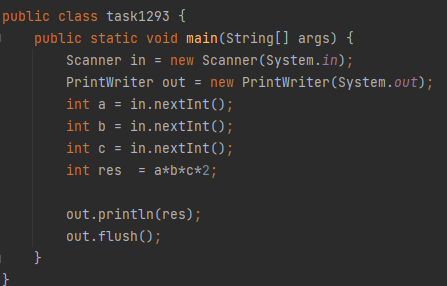 public class task1293 {
    public static void main(String[] args) {
        Scanner in = new Scanner(System.in);
        PrintWriter out = new PrintWriter(System.out);
        int a = in.nextInt();
        int b = in.nextInt();
        int c = in.nextInt();
        int res  = a*b*c*2;

        out.println(res);
        out.flush();
    }
}